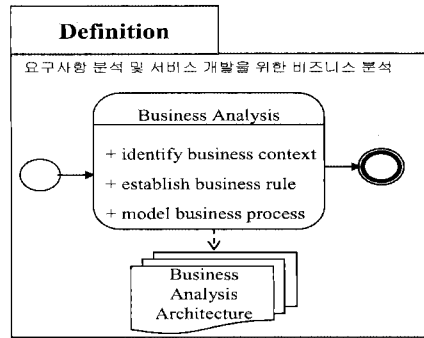 Definition
요구사항 분석 및 서비스 개발을 위한 비즈니스 분석
Business Analysis
+ identify business context
+ establish business rule
+ model business process
Business
Analysis
Architecture